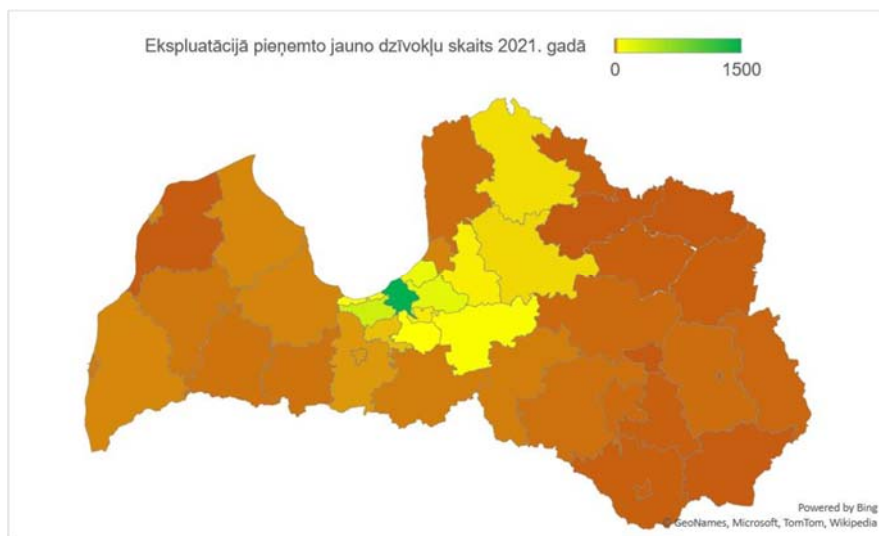 Ekspluatācijā pieņemto jauno dzīvokļu skaits 2021. gadā
0 1500
Powered by Bing
© GeoNames, Microsoft, TomTom, Wikipedia